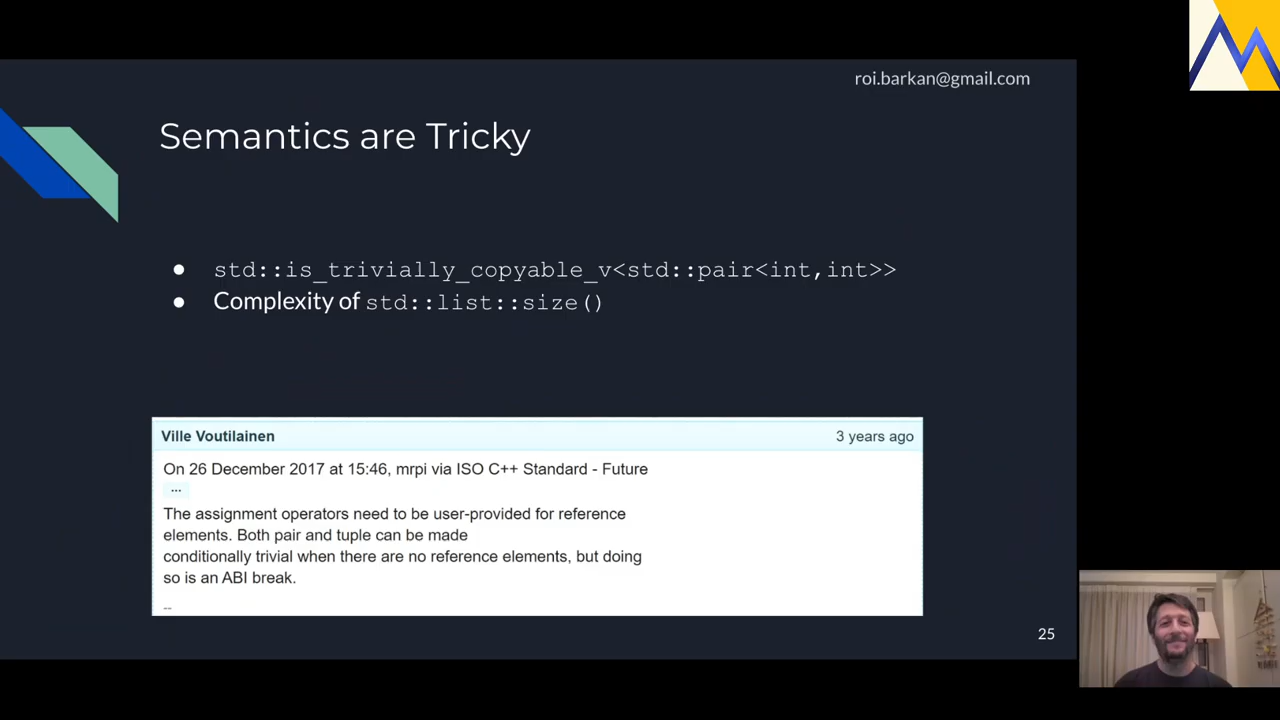 roi.barkan@gmail.com
Semantics are Tricky
● std::is_trivially_copyable_v<std::pair<int,int>>
● Complexity of std::list::size()
Ville Voutilainen 3 years ago
On 26 December 2017 at 15:46, mrpi via ISO C++ Standard - Future
...
The assignment operators need to be user-provided for reference
elements. Both pair and tuple can be made
conditionally trivial when there are no reference elements, but doing
so is an ABI break.
--
25